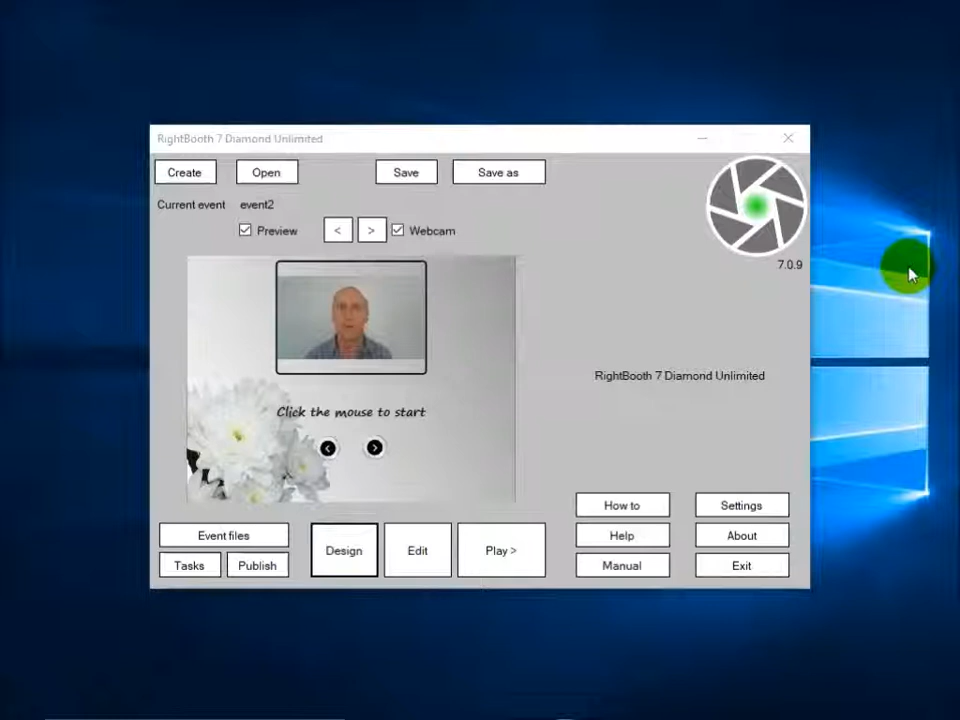 RightBooth 7 Diamond Unlimited
Create Open Save Save as
Current event event2
Preview < > Webcam
7.0.9
RightBooth 7 Diamond Unlimited
Click the mouse to start
How to Settings
Event files Design Edit Play > Help About
Tasks Publish Manual Exit